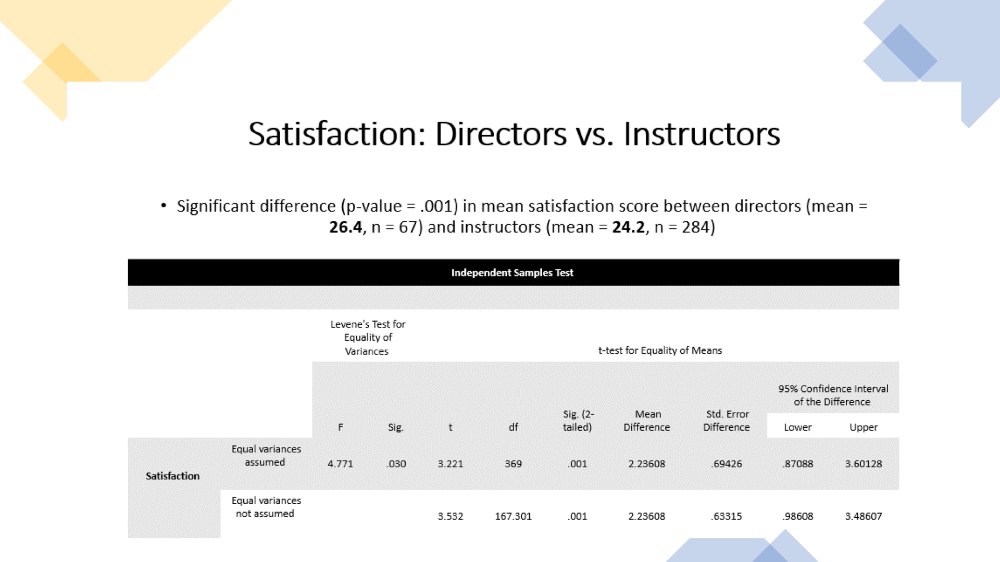 Satisfaction: Directors vs. Instructors
• Significant difference (p-value = .001) in mean satisfaction score between directors (mean =
26.4, n = 67) and instructors (mean = 24.2, n = 284)
Independent Samples Test
Levene's Test for
Equality of
Variances
t-test for Equality of Means
95% Confidence Interval
of the Difference
F Sig. t df Sig. (2-
tailed) Mean
Difference Std. Error
Difference Lower Upper
Satisfaction
Equal variances
assumed
4.771 .030 3.221 369 .001 2.23608 .69426 .87088 3.60128
Equal variances
not assumed
3.532 167.301 .001 2.23608 .63315 .98608 3.48607